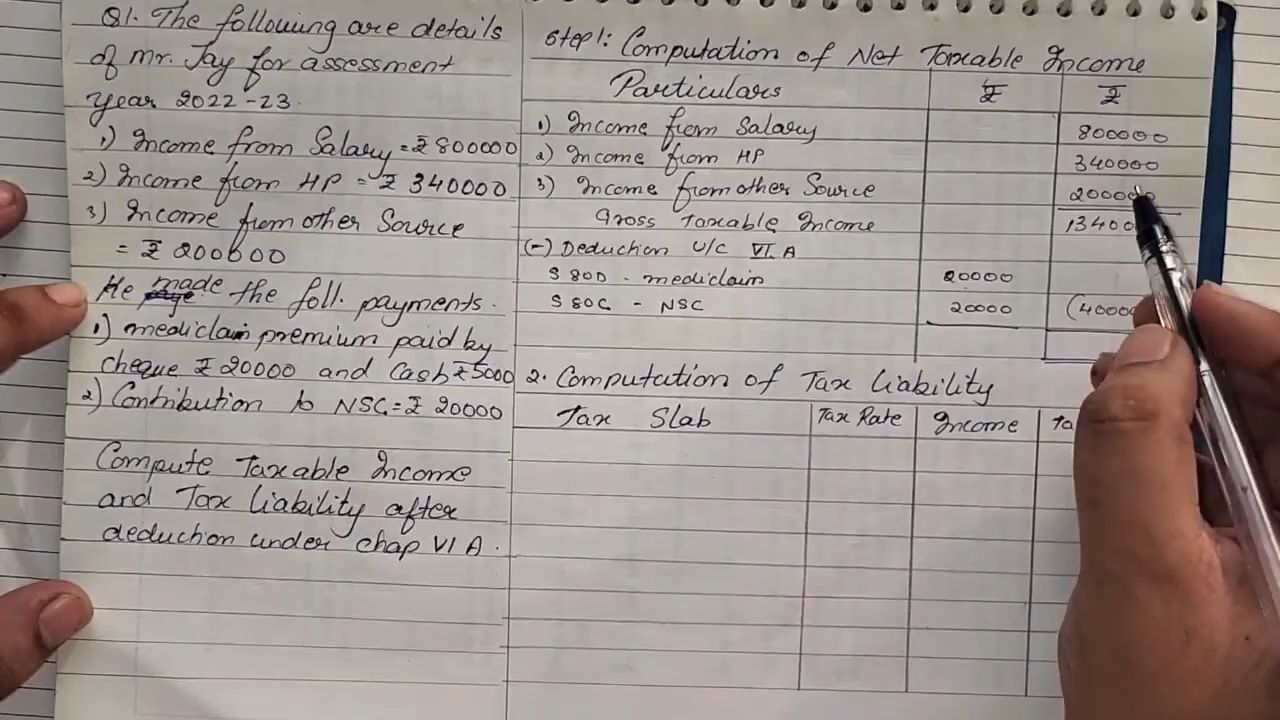 Q1. The following are details
of mr. Jay for assessment
year 2022-23.
1) Income from Salary = ₹ 800000
2) Income from HP = ₹ 340000
3) Income from other Source
= ₹ 200000
He made the foll. payments.
1) mediclaim premium paid by
cheque ₹ 20000 and Cash ₹ 5000
2) Contribution to NSC = ₹ 20000
Compute Taxable Income
and Tax liability after
deduction under chap VI A.
Step 1: Computation of Net Taxable Income
Particulars ₹ ₹
1) Income from Salary 800000
2) Income from HP 340000
3) Income from other Source 200000
Gross Taxable Income 13400
(-) Deduction U/C VI.A
S 80D - mediclaim 20000
S 80C - NSC 20000 (40000
2. Computation of Tax liability
Tax Slab Tax Rate Income Ta